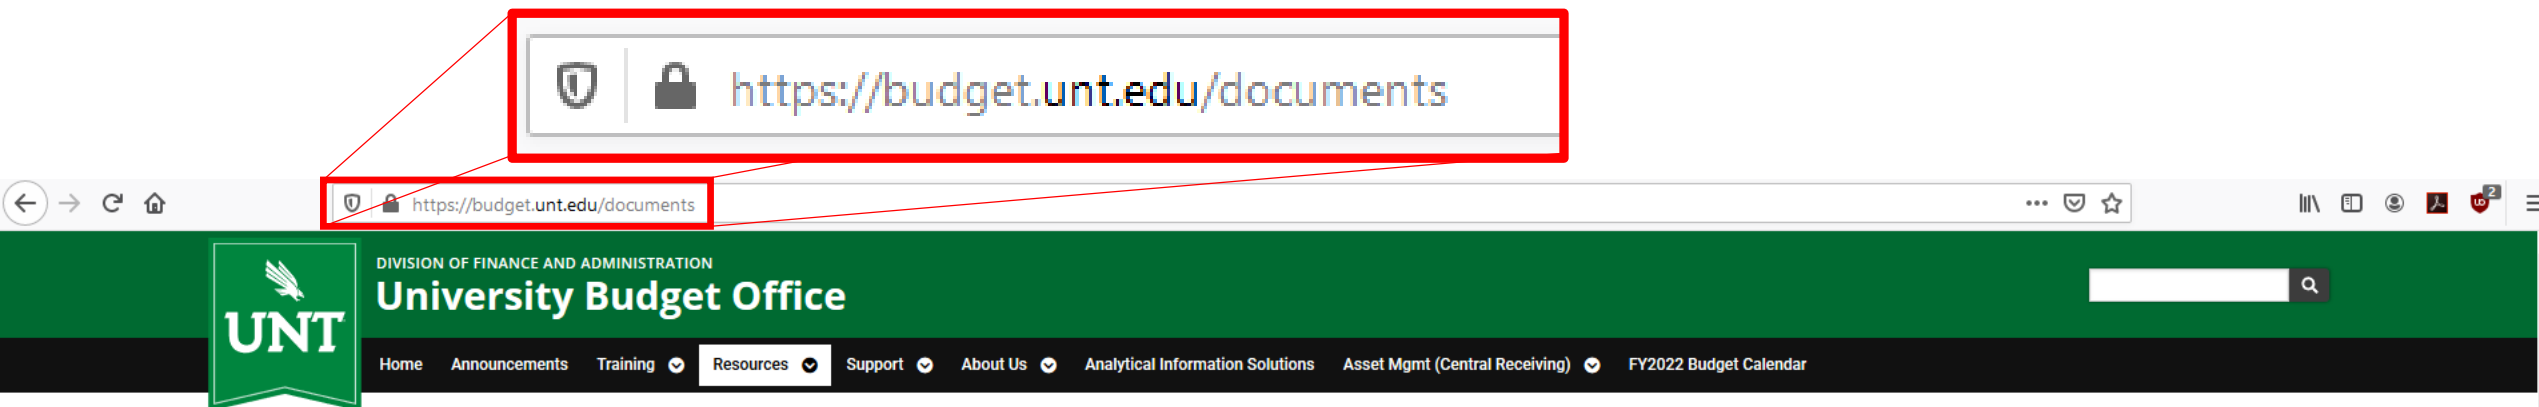 https://budget.unt.edu/documents
https://budget.unt.edu/documents
2
DIVISION OF FINANCE AND ADMINISTRATION
University Budget Office
UNT
Home Announcements Training Resources Support About Us Analytical Information Solutions Asset Mgmt (Central Receiving) FY2022 Budget Calendar